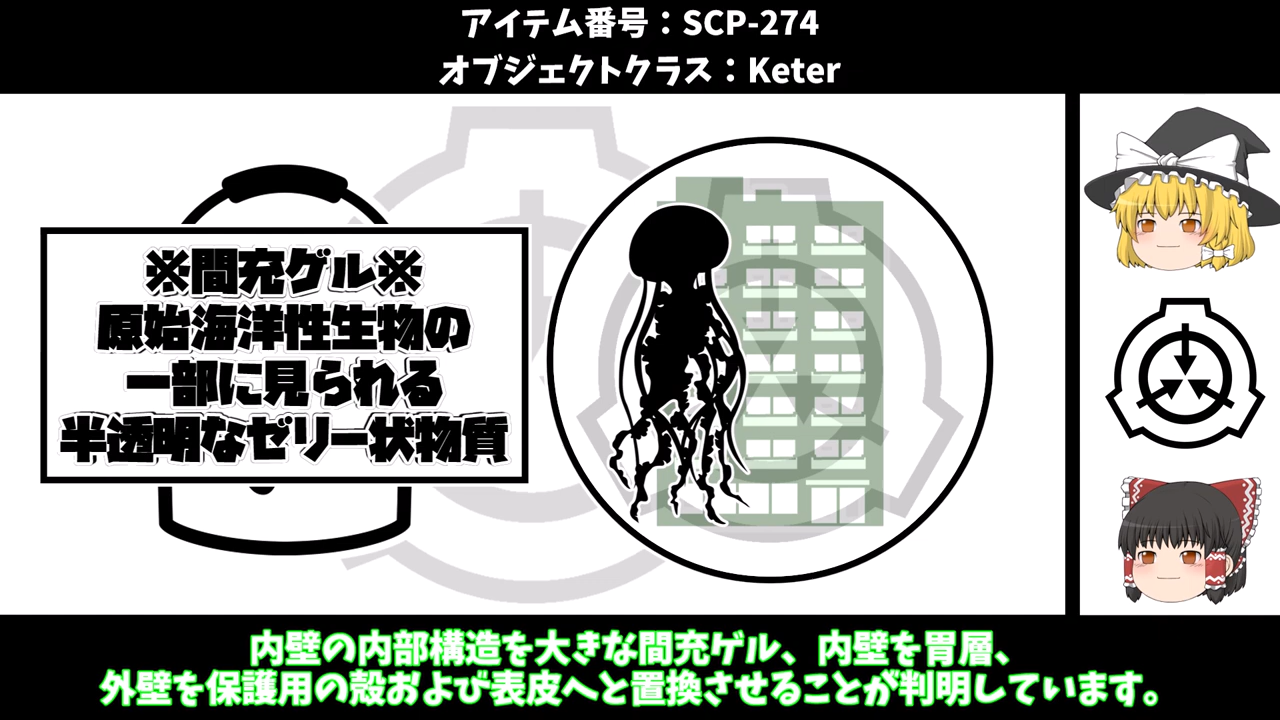 アイテム番号：SCP-274
オブジェクトクラス：Keter
※間充ゲル※
原始海洋性生物の
一部に見られる
半透明なゼリー状物質
内壁の内部構造を大きな間充ゲル、内壁を胃層、
外壁を保護用の殻および表皮へと置換させることが判明しています。